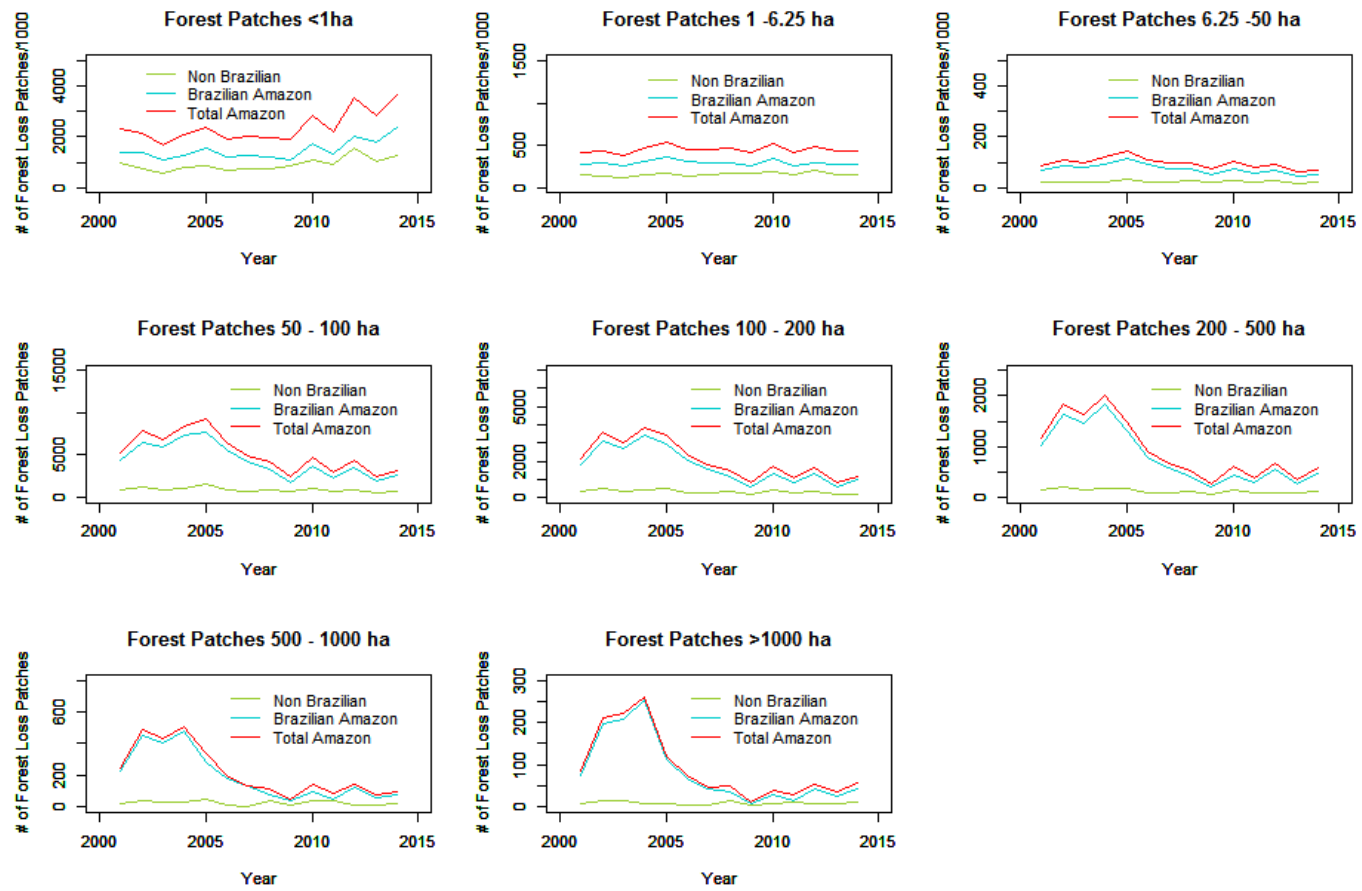 Forest Patches <1ha
# of Forest Loss Patches/1000
4000
2000
0
Non Brazilian
Brazilian Amazon
Total Amazon
2000 2005 2010 2015
Year
Forest Patches 1 -6.25 ha
# of Forest Loss Patches/1000
1500
500
0
Non Brazilian
Brazilian Amazon
Total Amazon
2000 2005 2010 2015
Year
Forest Patches 6.25 -50 ha
# of Forest Loss Patches/1000
400
200
0
Non Brazilian
Brazilian Amazon
Total Amazon
2000 2005 2010 2015
Year
Forest Patches 50 - 100 ha
# of Forest Loss Patches
15000
5000
0
Non Brazilian
Brazilian Amazon
Total Amazon
2000 2005 2010 2015
Year
Forest Patches 100 - 200 ha
# of Forest Loss Patches
5000
2000
0
Non Brazilian
Brazilian Amazon
Total Amazon
2000 2005 2010 2015
Year
Forest Patches 200 - 500 ha
# of Forest Loss Patches
2000
1000
0
Non Brazilian
Brazilian Amazon
Total Amazon
2000 2005 2010 2015
Year
Forest Patches 500 - 1000 ha
# of Forest Loss Patches
600
200
0
Non Brazilian
Brazilian Amazon
Total Amazon
2000 2005 2010 2015
Year
Forest Patches >1000 ha
# of Forest Loss Patches
300
200
100
0
Non Brazilian
Brazilian Amazon
Total Amazon
2000 2005 2010 2015
Year